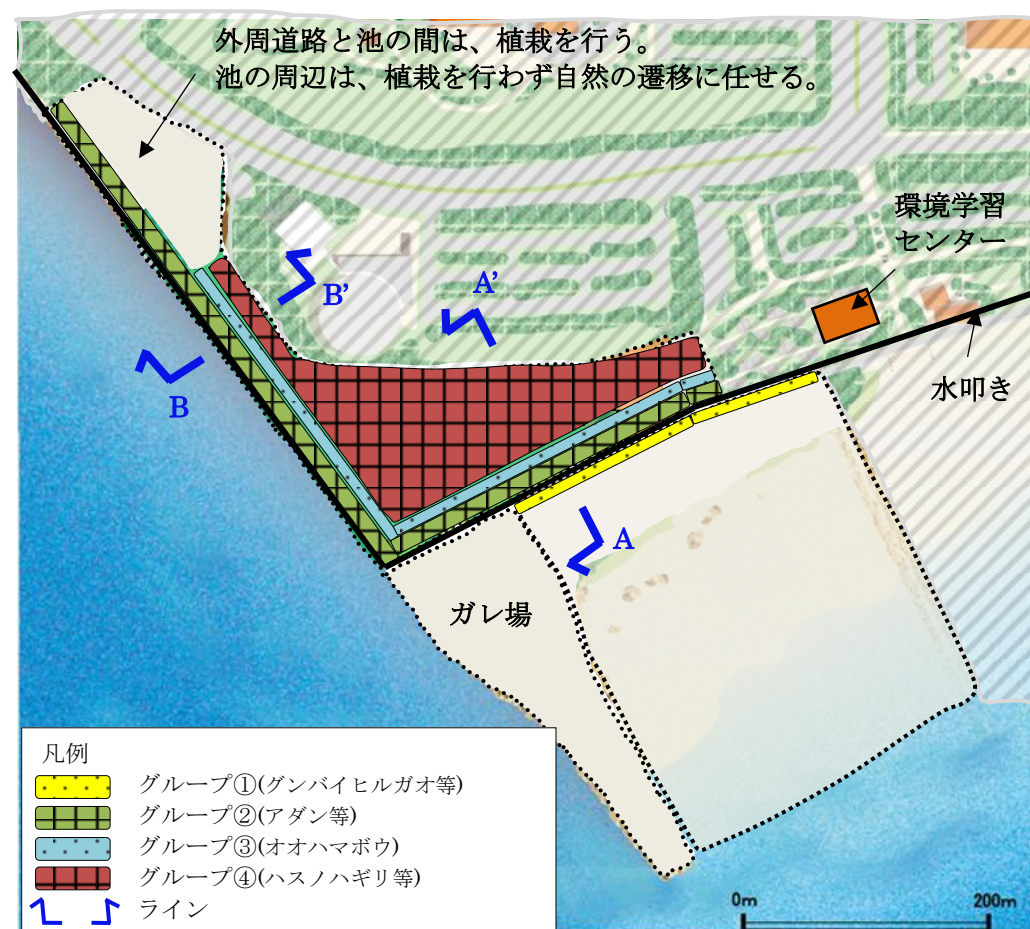 外周道路と池の間は、植栽を行う。
池の周辺は、植栽を行わず自然の遷移に任せる。
環境学習
センター
B'
A'
B
水叩き
A
ガレ場
凡例
グループ①(グンバイヒルガオ等)
グループ②(アダン等)
グループ③(オオハマボウ)
グループ④(ハスノハギリ等)
ライン
0m
200m